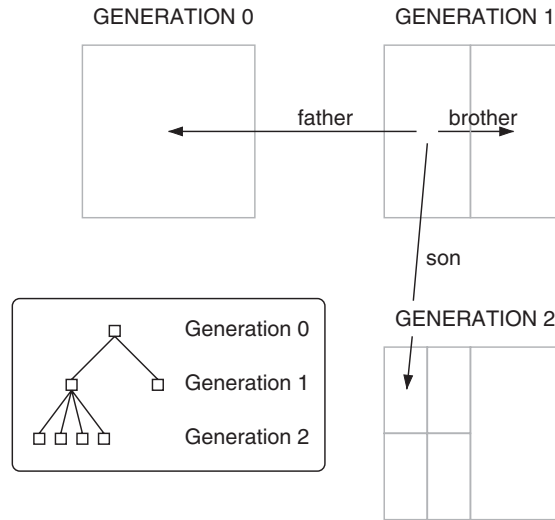 GENERATION 0
GENERATION 1
father
brother
son
Generation 0
Generation 1
Generation 2
GENERATION 2